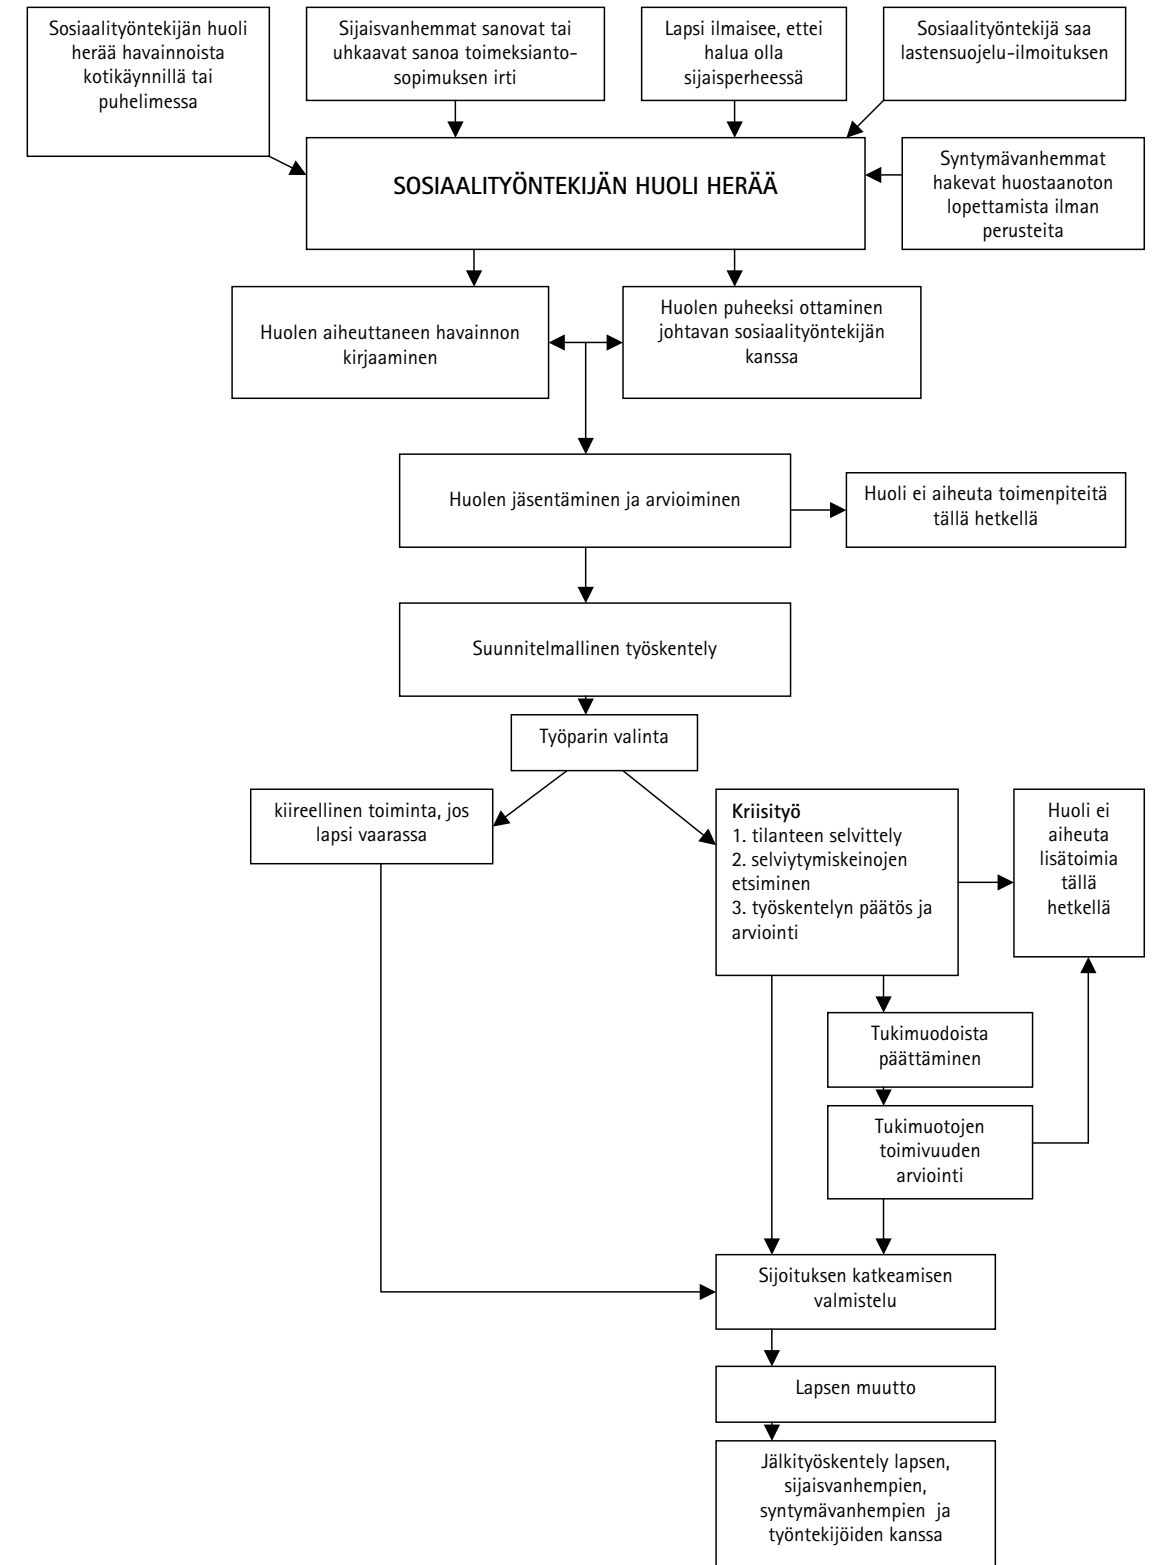 Sosiaalityöntekijän huoli
herää havainnoista
kotikäynnillä tai
puhelimessa
Sijaisvanhemmat sanovat tai
uhkaavat sanoa toimeksianto-
sopimuksen irti
Lapsi ilmaisee, ettei
halua olla
sijaisperheessä
Sosiaalityöntekijä saa
lastensuojelu-ilmoituksen
SOSIAALITYÖNTEKIJÄN HUOLI HERÄÄ
Syntymävanhemmat
hakevat huostaanoton
lopettamista ilman
perusteita
Huolen aiheuttaneen havainnon
kirjaaminen
Huolen puheeksi ottaminen
johtavan sosiaalityöntekijän
kanssa
Huolen jäsentäminen ja arvioiminen
Huoli ei aiheuta toimenpiteitä
tällä hetkellä
Suunnitelmallinen työskentely
Työparin valinta
kiireellinen toiminta, jos
lapsi vaarassa
Kriisityö
1. tilanteen selvittely
2. selviytymiskeinojen
etsiminen
3. työskentelyn päätös ja
arviointi
Huoli ei
aiheuta
lisätoimia
tällä
hetkellä
Tukimuodoista
päättäminen
Tukimuotojen
toimivuuden
arviointi
Sijoituksen katkeamisen
valmistelu
Lapsen muutto
Jälkityöskentely lapsen,
sijaisvanhempien,
syntymävanhempien ja
työntekijöiden kanssa